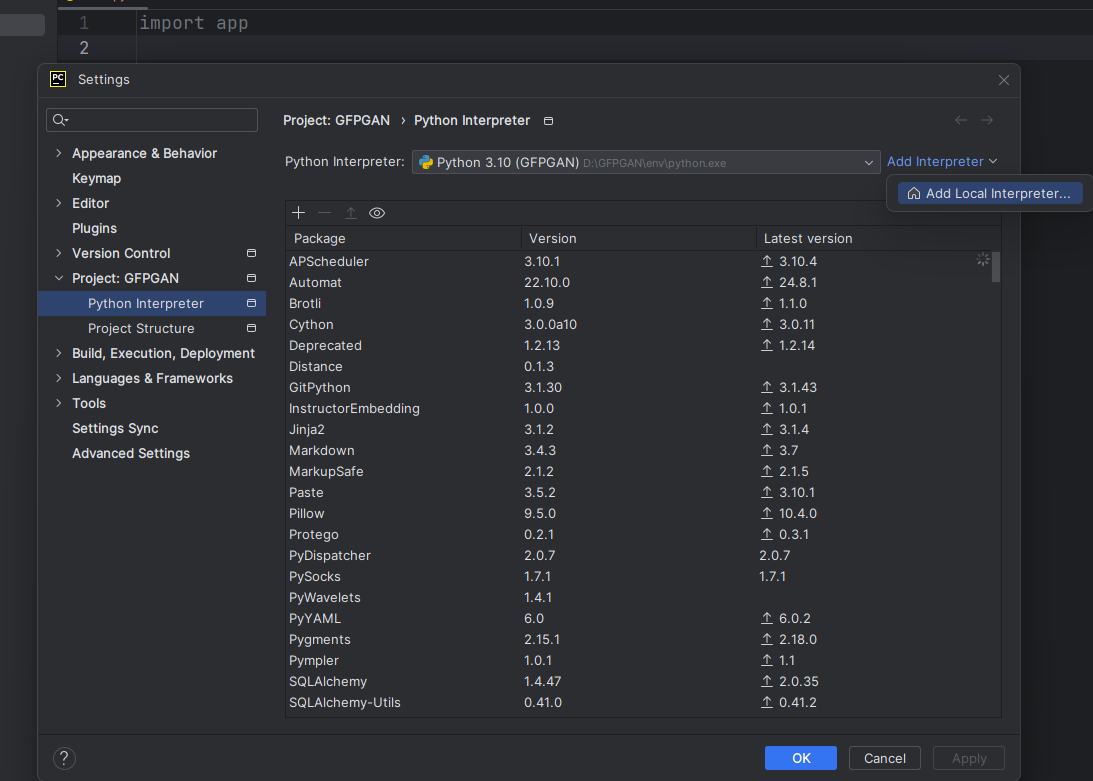 1 import app
2
PC Settings
Project: GFPGAN › Python Interpreter
Python Interpreter: Python 3.10 (GFPGAN) D:\GFPGAN\env\python.exe Add Interpreter
Add Local Interpreter...
Appearance & Behavior
Keymap
Editor
Plugins
Version Control
Project: GFPGAN
Python Interpreter
Project Structure
Build, Execution, Deployment
Languages & Frameworks
Tools
Settings Sync
Advanced Settings
Package Version Latest version
APScheduler 3.10.1 3.10.4
Automat 22.10.0 24.8.1
Brotli 1.0.9 1.1.0
Cython 3.0.0a10 3.0.11
Deprecated 1.2.13 1.2.14
Distance 0.1.3
GitPython 3.1.30 3.1.43
InstructorEmbedding 1.0.0 1.0.1
Jinja2 3.1.2 3.1.4
Markdown 3.4.3 3.7
MarkupSafe 2.1.2 2.1.5
Paste 3.5.2 3.10.1
Pillow 9.5.0 10.4.0
Protego 0.2.1 0.3.1
PyDispatcher 2.0.7 2.0.7
PySocks 1.7.1 1.7.1
PyWavelets 1.4.1
PyYAML 6.0 6.0.2
Pygments 2.15.1 2.18.0
Pympler 1.0.1 1.1
SQLAlchemy 1.4.47 2.0.35
SQLAlchemy-Utils 0.41.0 0.41.2
? OK Cancel Apply